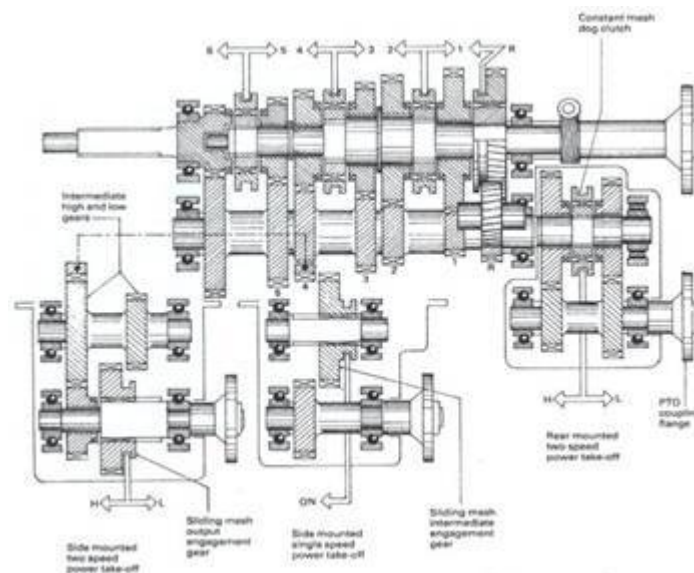 Constant mesh
dog clutch
6 5 4 3 2 1 R
Intermediate
high and low
gears
5 4 3 2 1 R
H L
PTO
coupling
flange
Rear mounted
two speed
power take-off
H L
Sliding mesh
output
engagement
gear
Side mounted
two speed
power take-off
ON
Side mounted
single speed
power take-off
Sliding mesh
intermediate
engagement
gear